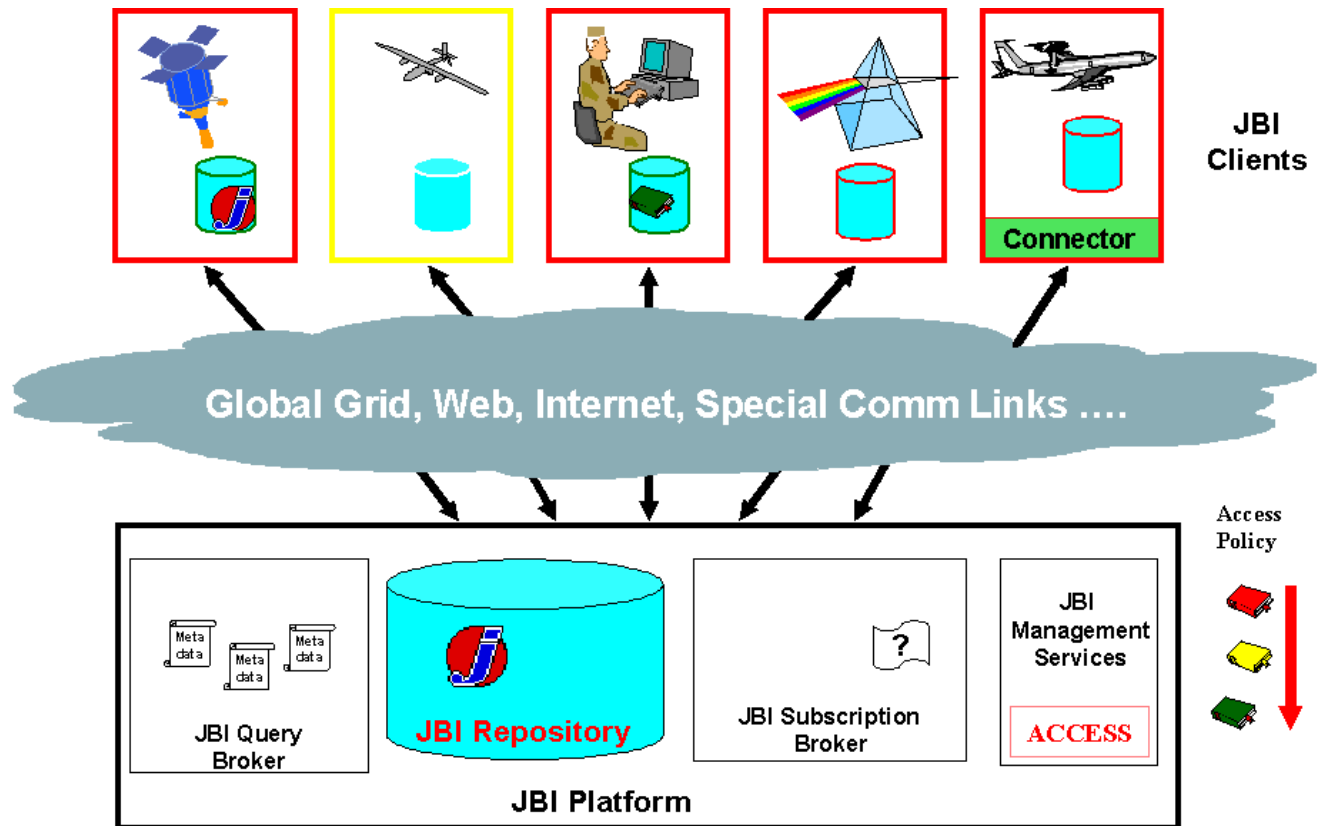 JBI
Clients
Connector
Global Grid, Web, Internet, Special Comm Links ....
Access
Policy
Meta
data
Meta
data
Meta
data
JBI Query
Broker
JBI Repository
?
JBI Subscription
Broker
JBI
Management
Services
ACCESS
JBI Platform